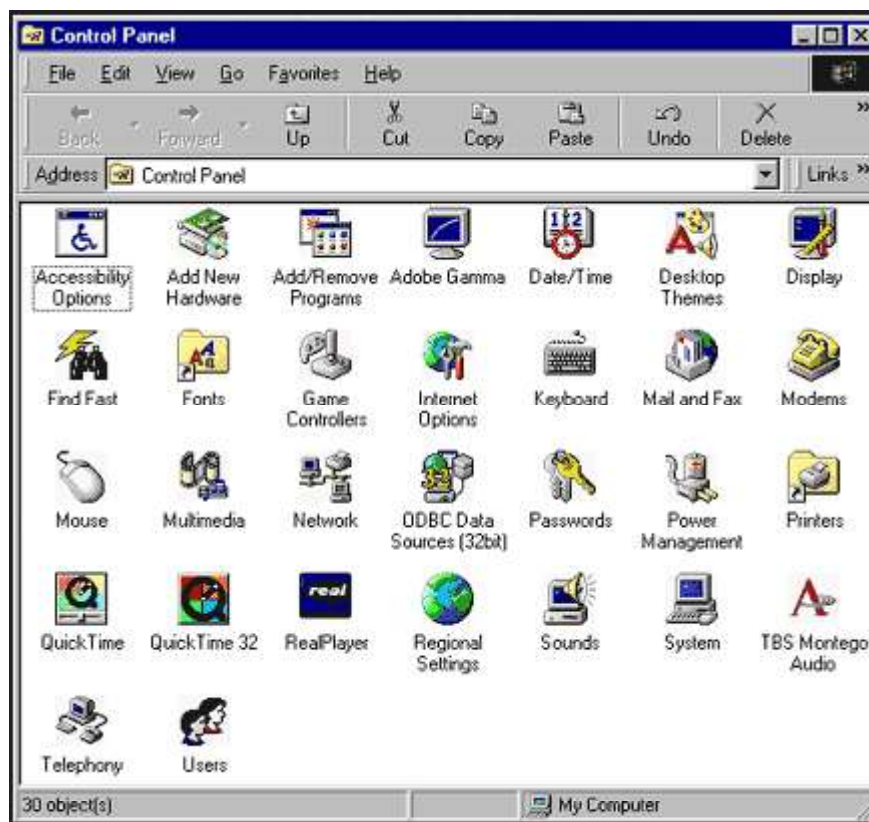 Control Panel
File Edit View Go Favorites Help
Back Forward Up Cut Copy Paste Undo Delete
Address Control Panel Links
Accessibility Options
Add New Hardware
Add/Remove Programs
Adobe Gamma
Date/Time
Desktop Themes
Display
Find Fast
Fonts
Game Controllers
Internet Options
Keyboard
Mail and Fax
Modems
Mouse
Multimedia
Network
ODBC Data Sources (32bit)
Passwords
Power Management
Printers
QuickTime
QuickTime 32
real
RealPlayer
Regional Settings
Sounds
System
TBS Montego Audio
Telephony
Users
30 object(s) My Computer